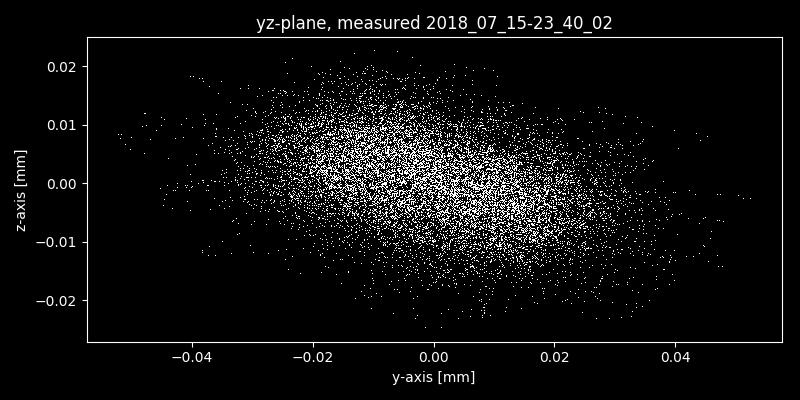 yz-plane, measured 2018_07_15-23_40_02
0.02
0.01
0.00
−0.01
−0.02
z-axis [mm]
−0.04 −0.02 0.00 0.02 0.04
y-axis [mm]